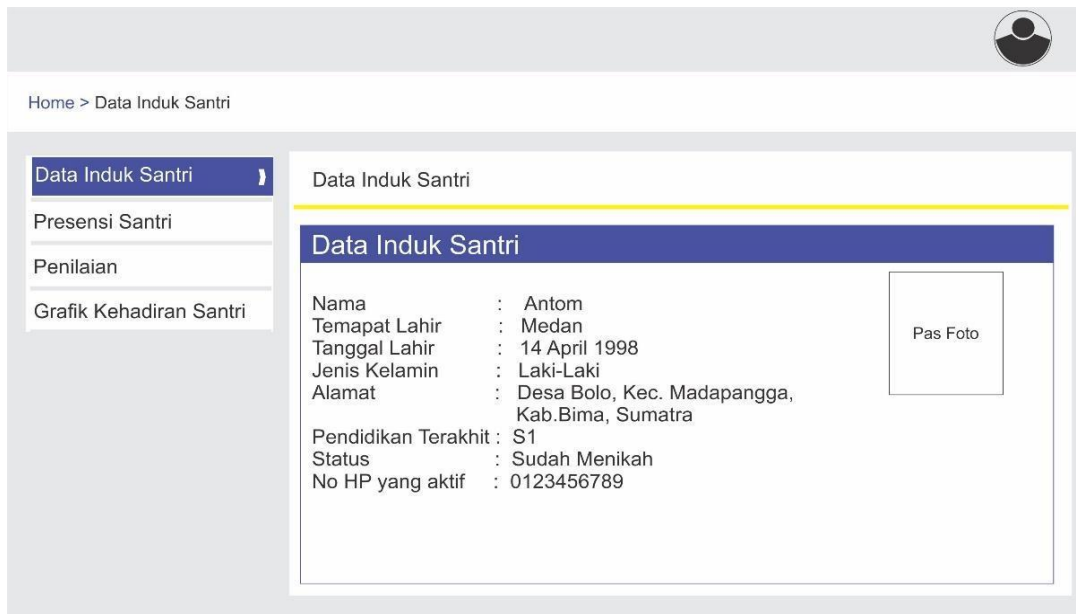 Home > Data Induk Santri
Data Induk Santri
Presensi Santri
Penilaian
Grafik Kehadiran Santri
Data Induk Santri
Data Induk Santri
Nama : Antom
Temapat Lahir : Medan
Tanggal Lahir : 14 April 1998
Jenis Kelamin : Laki-Laki
Alamat : Desa Bolo, Kec. Madapangga,
Kab.Bima, Sumatra
Pendidikan Terakhit : S1
Status : Sudah Menikah
No HP yang aktif : 0123456789
Pas Foto